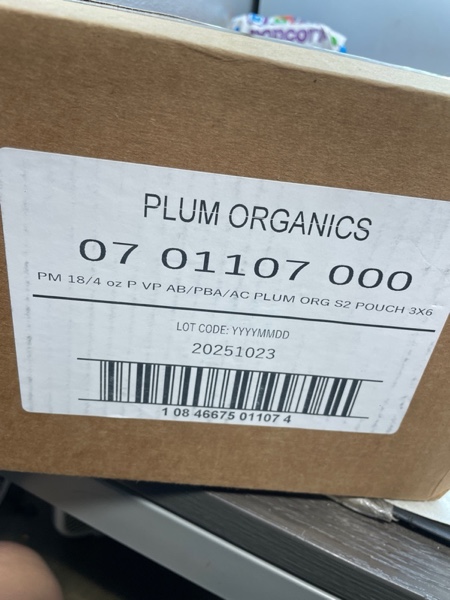 popcorn
PLUM ORGANICS
07 01107 000
PM 18/4 oz P VP AB/PBA/AC PLUM ORG S2 POUCH 3X6
LOT CODE: YYYYMMDD
20251023
1 08 46675 01107 4